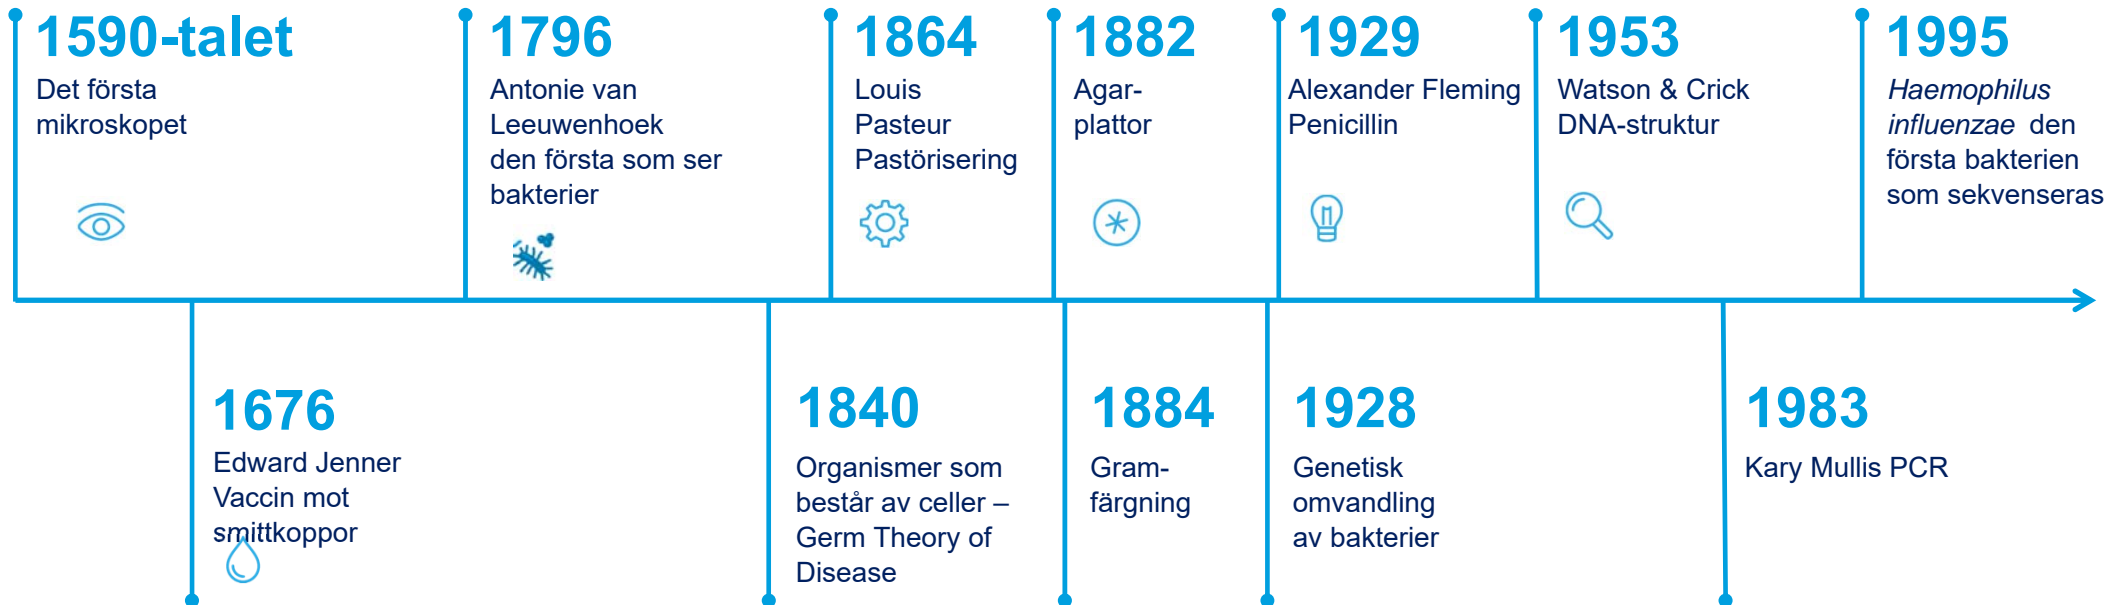 1590-talet
Det första
mikroskopet
1796
Antonie van
Leeuwenhoek
den första som ser
bakterier
1864
Louis
Pasteur
Pastörisering
1882
Agar-
plattor
1929
Alexander Fleming
Penicillin
1953
Watson & Crick
DNA-struktur
1995
Haemophilus
influenzae den
första bakterien
som sekvenseras
1676
Edward Jenner
Vaccin mot
smittkoppor
1840
Organismer som
består av celler –
Germ Theory of
Disease
1884
Gram-
färgning
1928
Genetisk
omvandling
av bakterier
1983
Kary Mullis PCR